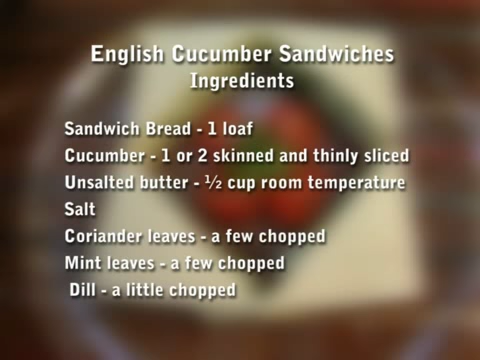 English Cucumber Sandwiches
Ingredients
Sandwich Bread - 1 loaf
Cucumber - 1 or 2 skinned and thinly sliced
Unsalted butter - ½ cup room temperature
Salt
Coriander leaves - a few chopped
Mint leaves - a few chopped
Dill - a little chopped